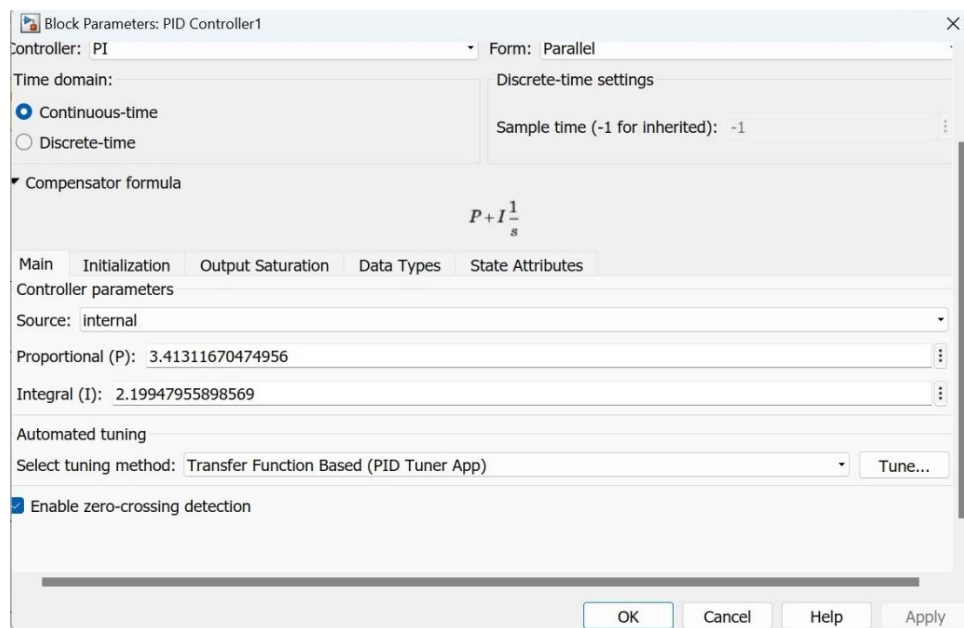 Block Parameters: PID Controller1
Controller: PI
Form: Parallel
Time domain:
Continuous-time
Discrete-time
Discrete-time settings
Sample time (-1 for inherited): -1
Compensator formula
P + I 1/s
Main Initialization Output Saturation Data Types State Attributes
Controller parameters
Source: internal
Proportional (P): 3.41311670474956
Integral (I): 2.19947955898569
Automated tuning
Select tuning method: Transfer Function Based (PID Tuner App) Tune...
Enable zero-crossing detection
OK Cancel Help Apply